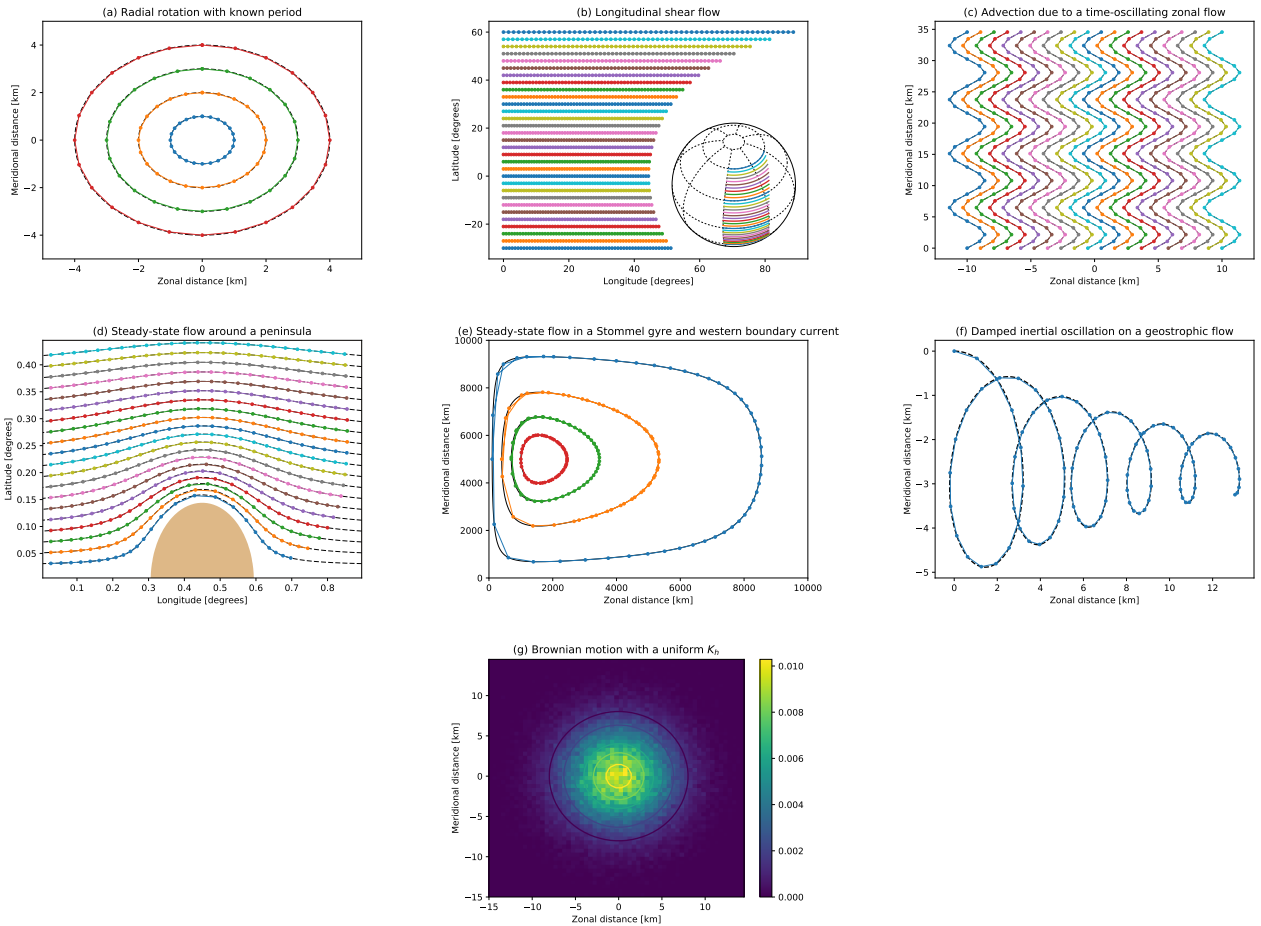 (a) Radial rotation with known period
4
2
0
−2
−4
Meridional distance [km]
−4 −2 0 2 4
Zonal distance [km]
(b) Longitudinal shear flow
60
40
20
0
−20
Latitude [degrees]
0 20 40 60 80
Longitude [degrees]
(c) Advection due to a time-oscillating zonal flow
35
30
25
20
15
10
5
0
Meridional distance [km]
−10 −5 0 5 10
Zonal distance [km]
(d) Steady-state flow around a peninsula
0.40
0.35
0.30
0.25
0.20
0.15
0.10
0.05
Latitude [degrees]
0.1 0.2 0.3 0.4 0.5 0.6 0.7 0.8
Longitude [degrees]
(e) Steady-state flow in a Stommel gyre and western boundary current
10000
8000
6000
4000
2000
0
Meridional distance [km]
0 2000 4000 6000 8000 10000
Zonal distance [km]
(f) Damped inertial oscillation on a geostrophic flow
0
−1
−2
−3
−4
−5
Meridional distance [km]
0 2 4 6 8 10 12
Zonal distance [km]
(g) Brownian motion with a uniform K_h
10
5
0
−5
−10
−15
Meridional distance [km]
−15 −10 −5 0 5 10
Zonal distance [km]
0.010
0.008
0.006
0.004
0.002
0.000